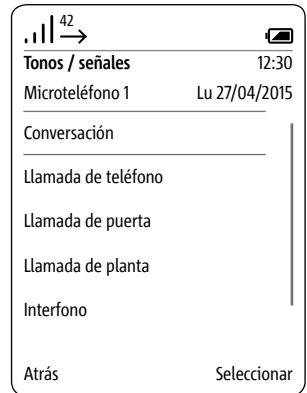 42
Tonos / señales 12:30
Microteléfono 1 Lu 27/04/2015
Conversación
Llamada de teléfono
Llamada de puerta
Llamada de planta
Interfono
Atrás Seleccionar